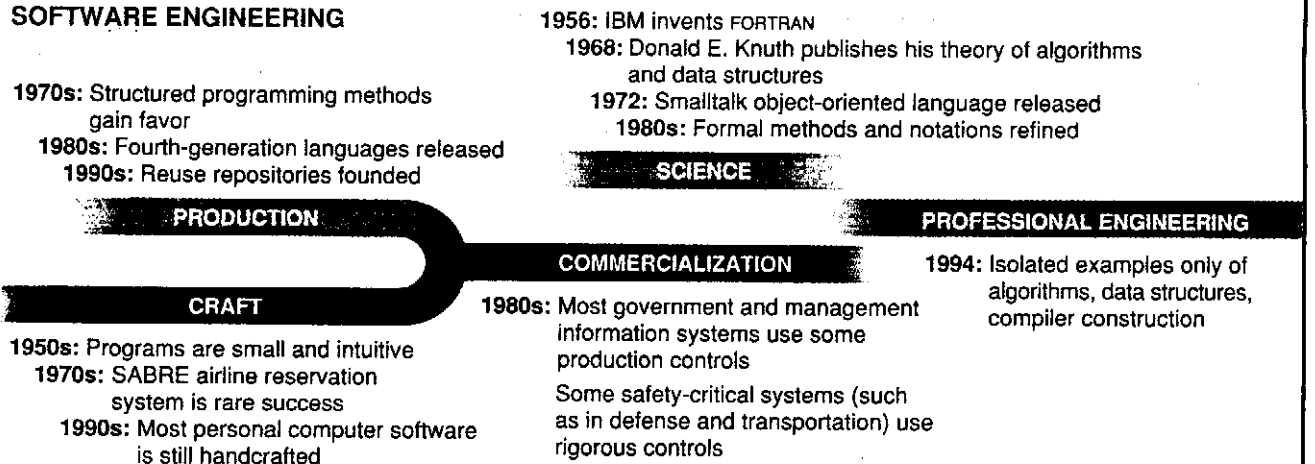 SOFTWARE ENGINEERING
1970s: Structured programming methods
gain favor
1980s: Fourth-generation languages released
1990s: Reuse repositories founded
PRODUCTION
CRAFT
1950s: Programs are small and intuitive
1970s: SABRE airline reservation
system is rare success
1990s: Most personal computer software
is still handcrafted
1956: IBM invents FORTRAN
1968: Donald E. Knuth publishes his theory of algorithms
and data structures
1972: Smalltalk object-oriented language released
1980s: Formal methods and notations refined
SCIENCE
COMMERCIALIZATION
1980s: Most government and management
information systems use some
production controls
Some safety-critical systems (such
as in defense and transportation) use
rigorous controls
PROFESSIONAL ENGINEERING
1994: Isolated examples only of
algorithms, data structures,
compiler construction